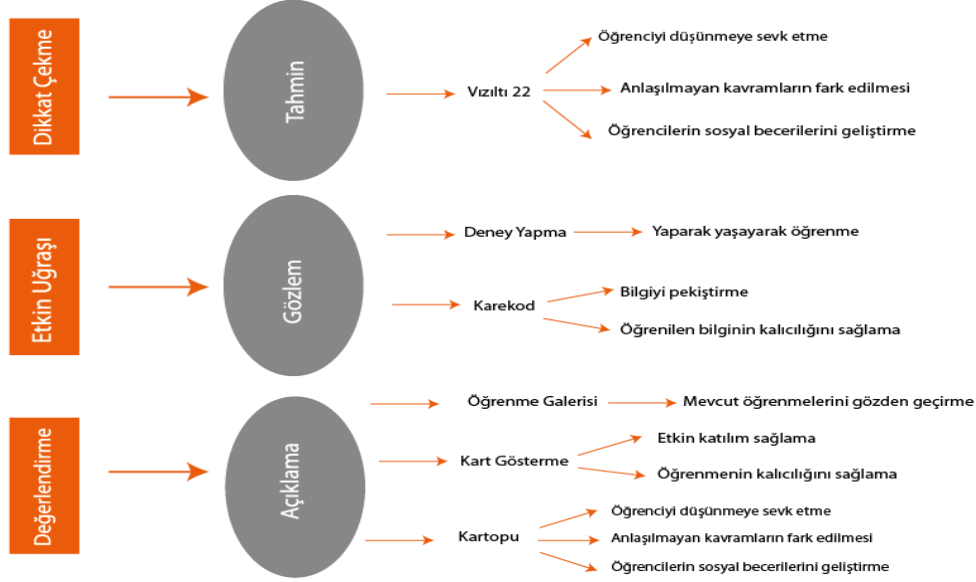 Dikkat Çekme
Tahmin
Vızıltı 22
Öğrenciyi düşünmeye sevk etme
Anlaşılmayan kavramların fark edilmesi
Öğrencilerin sosyal becerilerini geliştirme
Etkin Uğraşı
Gözlem
Deney Yapma
Yaparak yaşayarak öğrenme
Karekod
Bilgiyi pekiştirme
Öğrenilen bilginin kalıcılığını sağlama
Değerlendirme
Açıklama
Öğrenme Galerisi
Mevcut öğrenmelerini gözden geçirme
Kart Gösterme
Etkin katılım sağlama
Öğrenmenin kalıcılığını sağlama
Kartopu
Öğrenciyi düşünmeye sevk etme
Anlaşılmayan kavramların fark edilmesi
Öğrencilerin sosyal becerilerini geliştirme